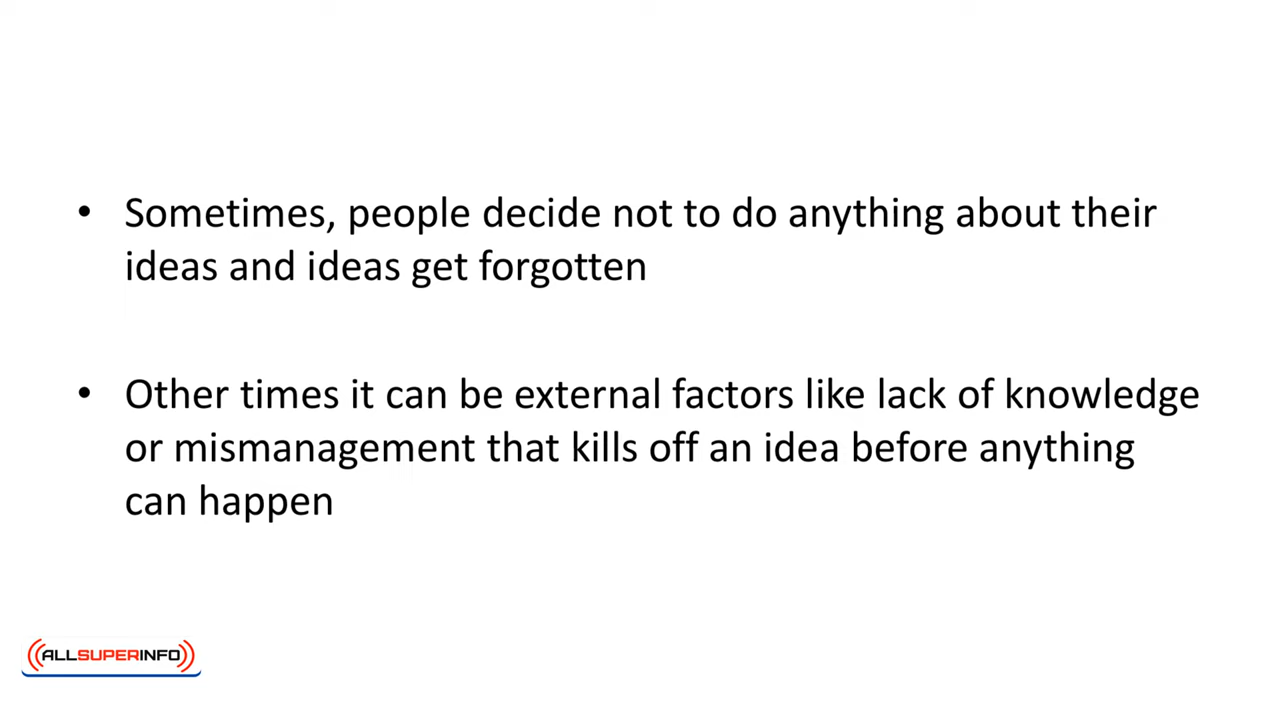 • Sometimes, people decide not to do anything about their
ideas and ideas get forgotten
• Other times it can be external factors like lack of knowledge
or mismanagement that kills off an idea before anything
can happen
((ALLSUPERINFO))